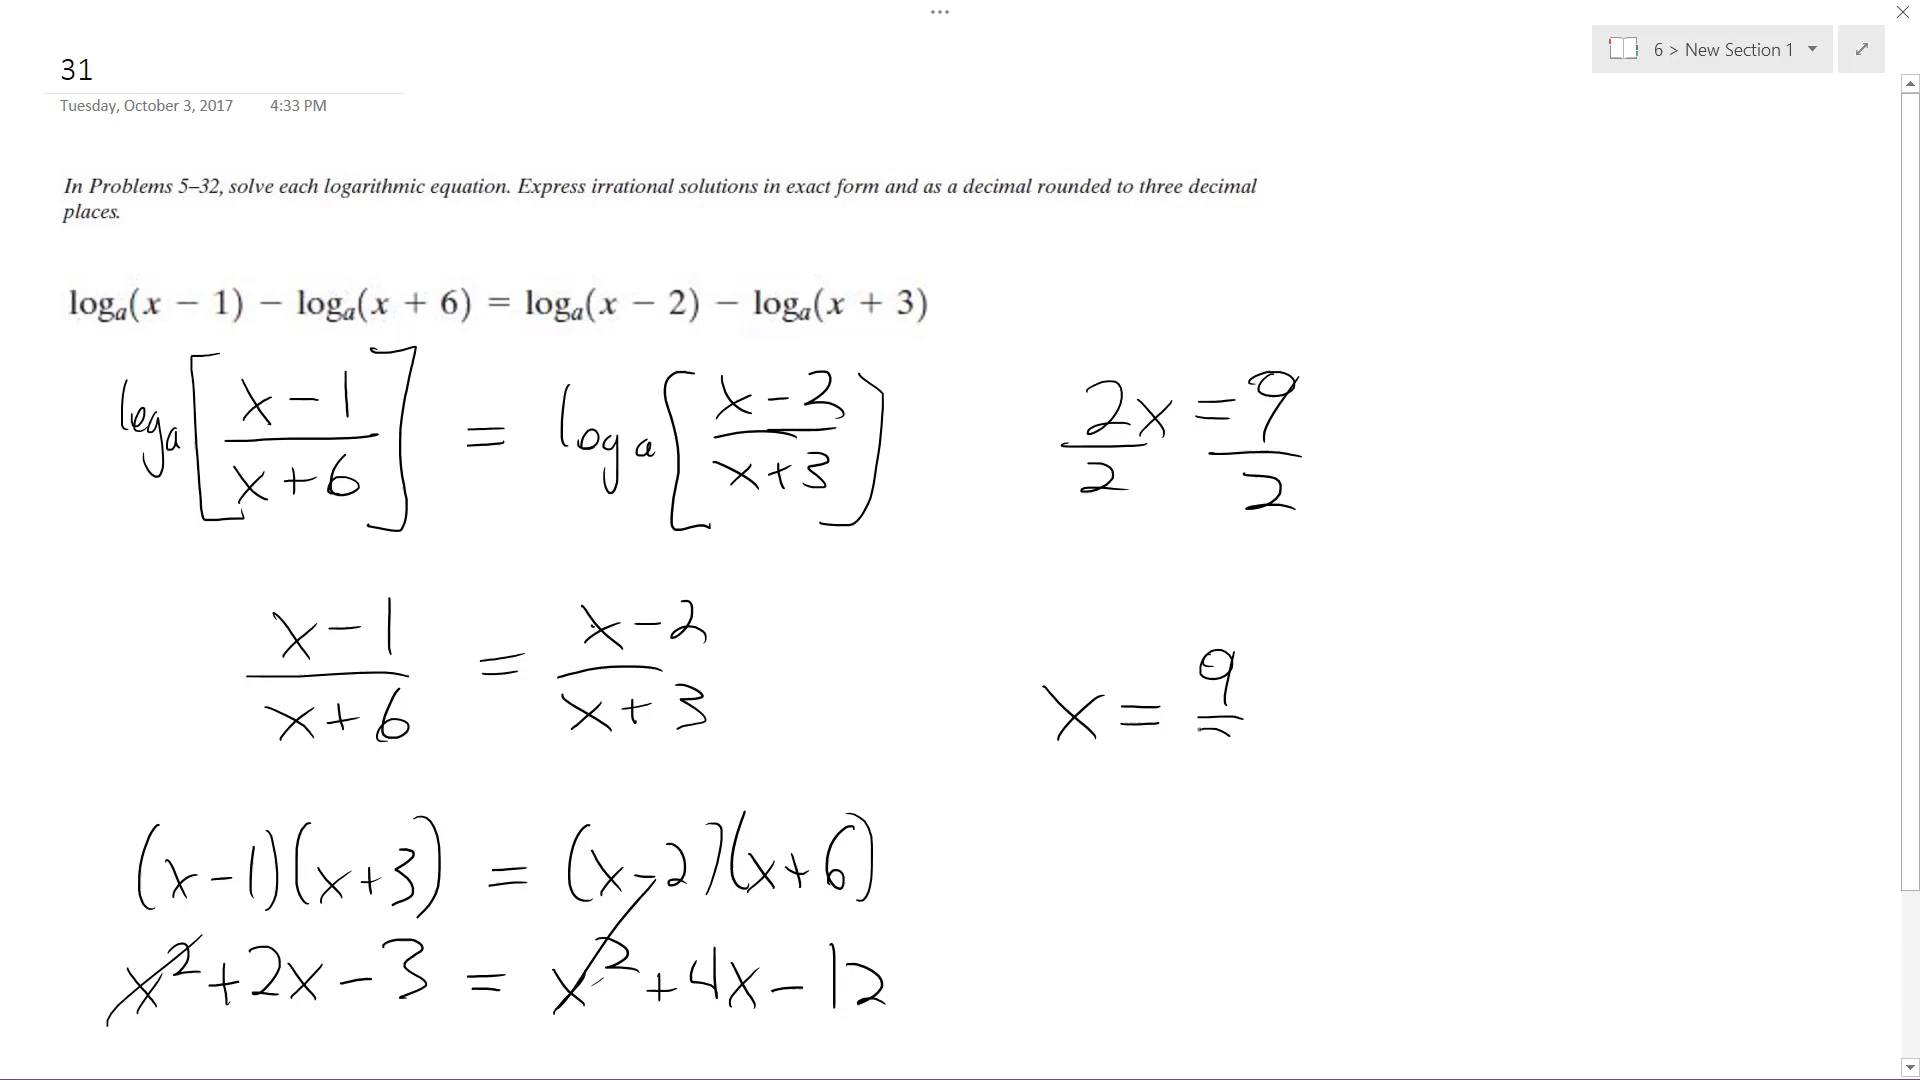 31
6 > New Section 1
Tuesday, October 3, 2017 4:33 PM
In Problems 5–32, solve each logarithmic equation. Express irrational solutions in exact form and as a decimal rounded to three decimal
places.
logₐ(x − 1) − logₐ(x + 6) = logₐ(x − 2) − logₐ(x + 3)
logₐ[(x-1)/(x+6)] = logₐ[(x-2)/(x+3)]
(x-1)/(x+6) = (x-2)/(x+3)
(x-1)(x+3) = (x-2)(x+6)
x²+2x-3 = x²+4x-12
2x/2 = 9/2
x = 9